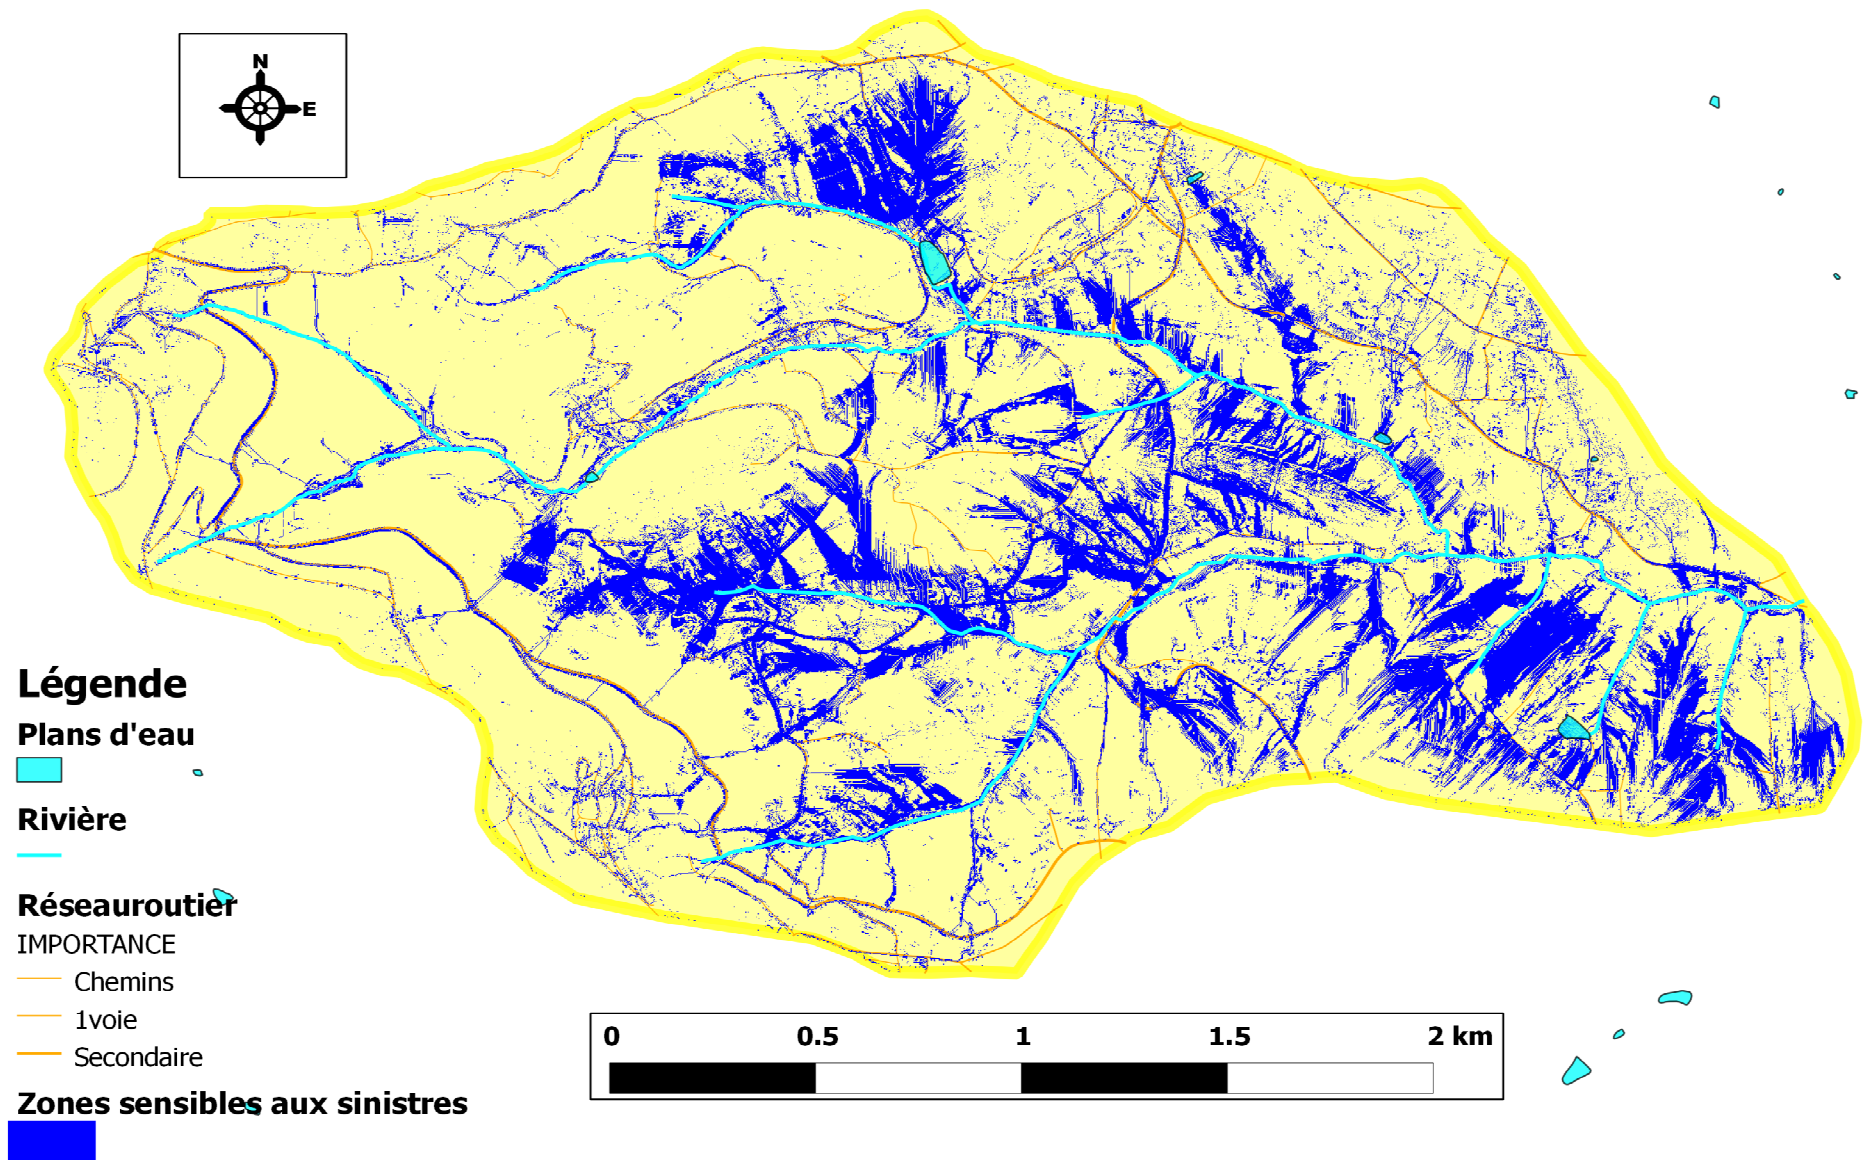 N
E
Légende
Plans d'eau
Rivière
Réseauroutier
IMPORTANCE
Chemins
1voie
Secondaire
Zones sensibles aux sinistres
0 0.5 1 1.5 2 km